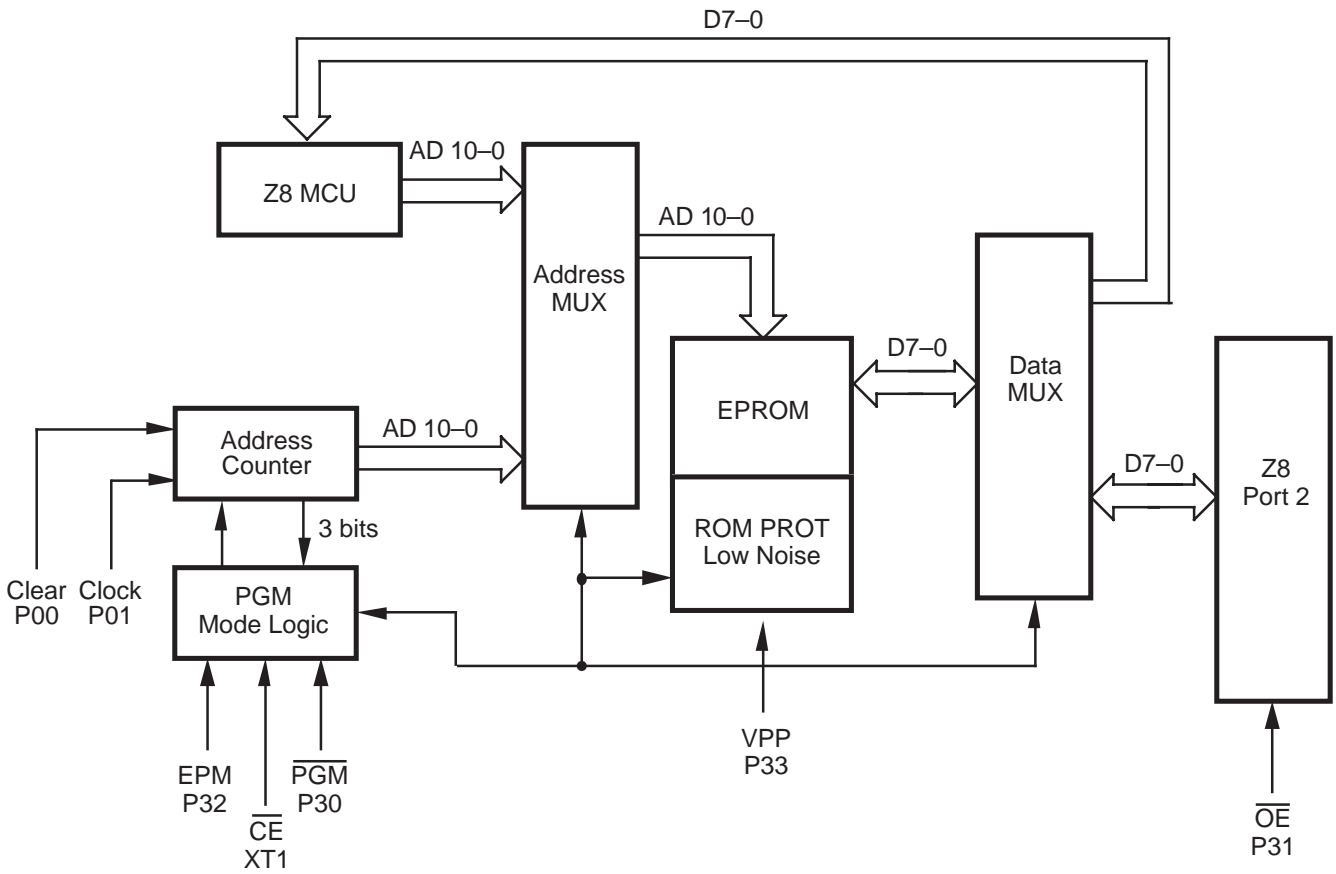 D7–0
AD 10–0
Z8 MCU
AD 10–0
Address
MUX
D7–0
Data
MUX
EPROM
AD 10–0
Address
Counter
D7–0
Z8
Port 2
3 bits
ROM PROT
Low Noise
Clear
P00
Clock
P01
PGM
Mode Logic
VPP
P33
EPM
P32
PGM
P30
CE
XT1
OE
P31